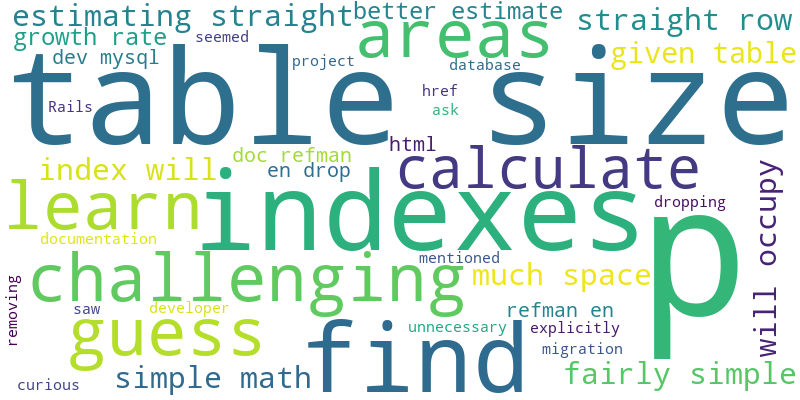 estimating straight
better estimate
straight row
growth rate
seemed
areas
given table
dev mysql
project
database
table size
Rails
href
ask
html
index will
doc refman
en drop
calculate
learn
indexes
p
dropping
will occupy
documentation
challenging
mentioned
much space
removing
saw
developer
guess
find
refman en
unnecessary
explicitly
migration
curious
simple math
fairly simple